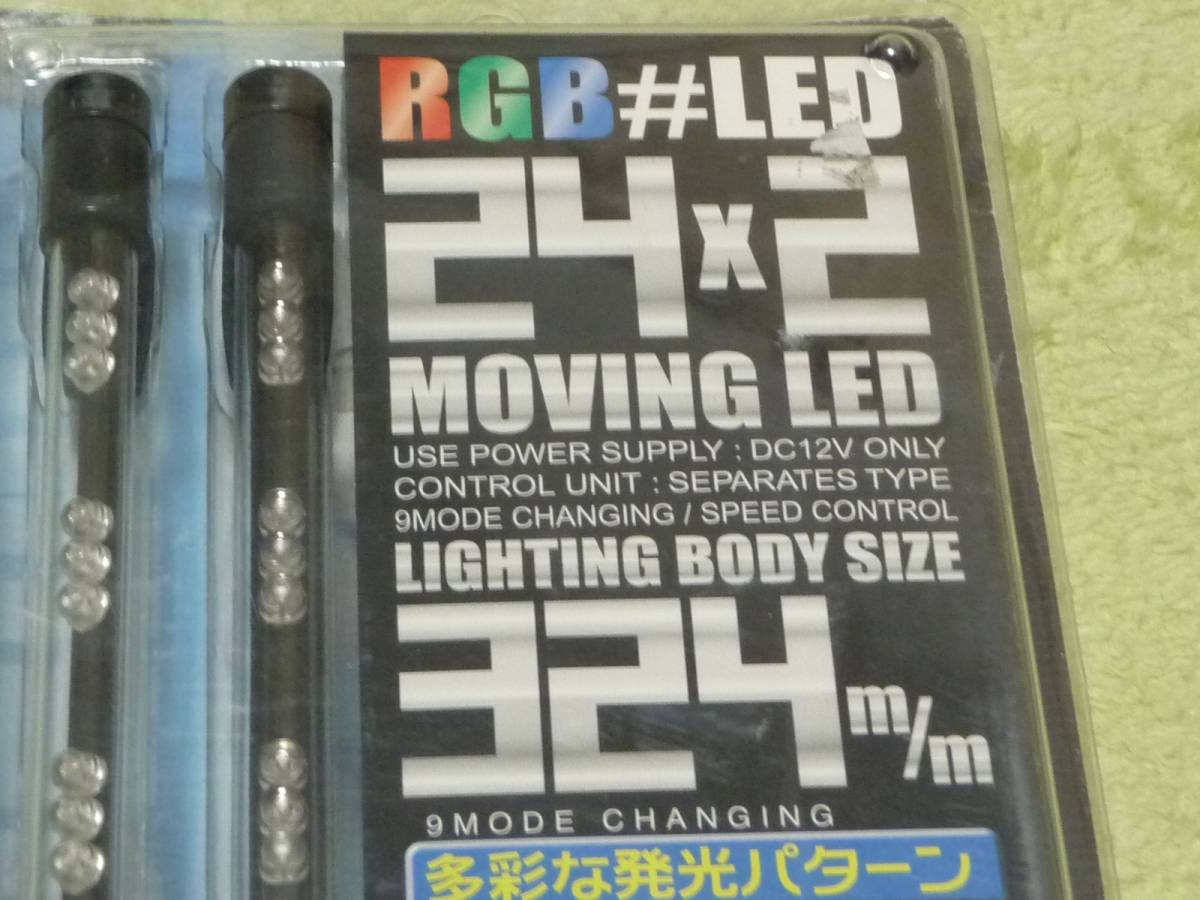 RGB#LED
24x2
MOVING LED
USE POWER SUPPLY : DC12V ONLY
CONTROL UNIT : SEPARATES TYPE
9MODE CHANGING / SPEED CONTROL
LIGHTING BODY SIZE
324m/m
9MODE CHANGING
多彩な発光パターン